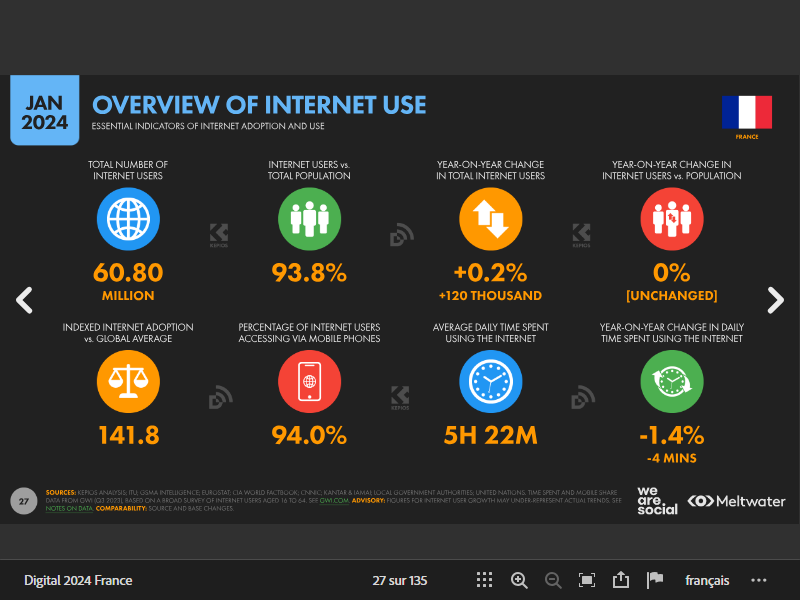 JAN
2024
OVERVIEW OF INTERNET USE
ESSENTIAL INDICATORS OF INTERNET ADOPTION AND USE
FRANCE
TOTAL NUMBER OF
INTERNET USERS
INTERNET USERS vs.
TOTAL POPULATION
YEAR-ON-YEAR CHANGE
IN TOTAL INTERNET USERS
YEAR-ON-YEAR CHANGE IN
INTERNET USERS vs. POPULATION
KEPIOS
KEPIOS
60.80
MILLION
93.8%
+0.2%
+120 THOUSAND
0%
[UNCHANGED]
INDEXED INTERNET ADOPTION
vs. GLOBAL AVERAGE
PERCENTAGE OF INTERNET USERS
ACCESSING VIA MOBILE PHONES
AVERAGE DAILY TIME SPENT
USING THE INTERNET
YEAR-ON-YEAR CHANGE IN DAILY
TIME SPENT USING THE INTERNET
KEPIOS
141.8
94.0%
5H 22M
-1.4%
-4 MINS
27
SOURCES: KEPIOS ANALYSIS; ITU; GSMA INTELLIGENCE; EUROSTAT; CIA WORLD FACTBOOK; CNNIC; KANTAR & IAMAI; LOCAL GOVERNMENT AUTHORITIES; UNITED NATIONS. TIME SPENT AND MOBILE SHARE
DATA FROM GWI (Q3 2023), BASED ON A BROAD SURVEY OF INTERNET USERS AGED 16 TO 64. SEE GWI.COM. ADVISORY: FIGURES FOR INTERNET USER GROWTH MAY UNDER-REPRESENT ACTUAL TRENDS. SEE
NOTES ON DATA. COMPARABILITY: SOURCE AND BASE CHANGES.
we
are.
social
Meltwater
Digital 2024 France
27 sur 135
français